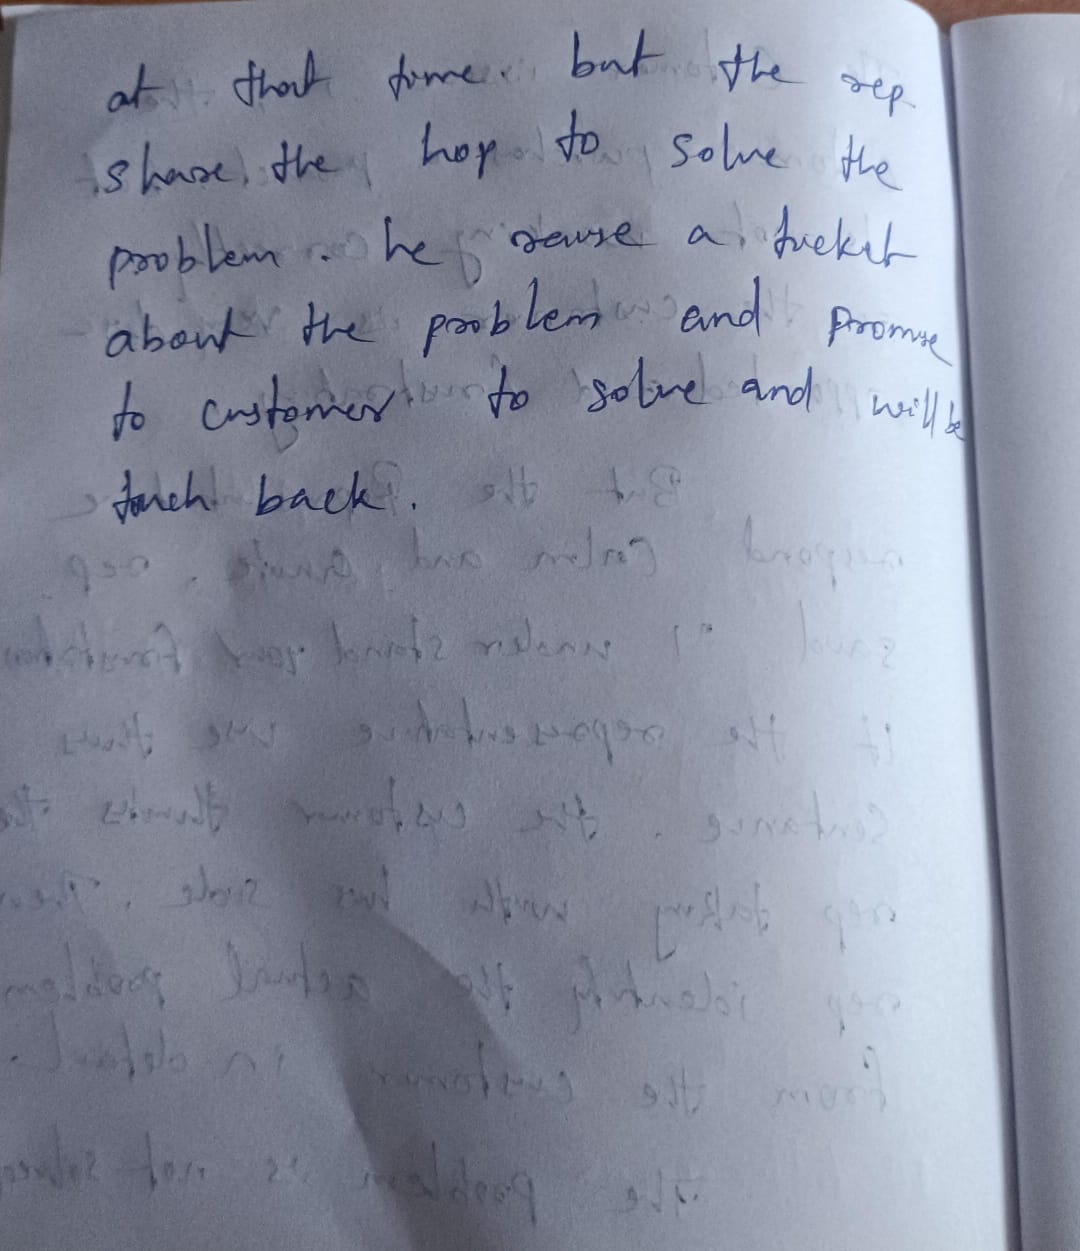 at that time. but the rep
share the hop to solve the
problem. he rause a ticket
about the problem and promise
to customer to solve and will be
touch back.